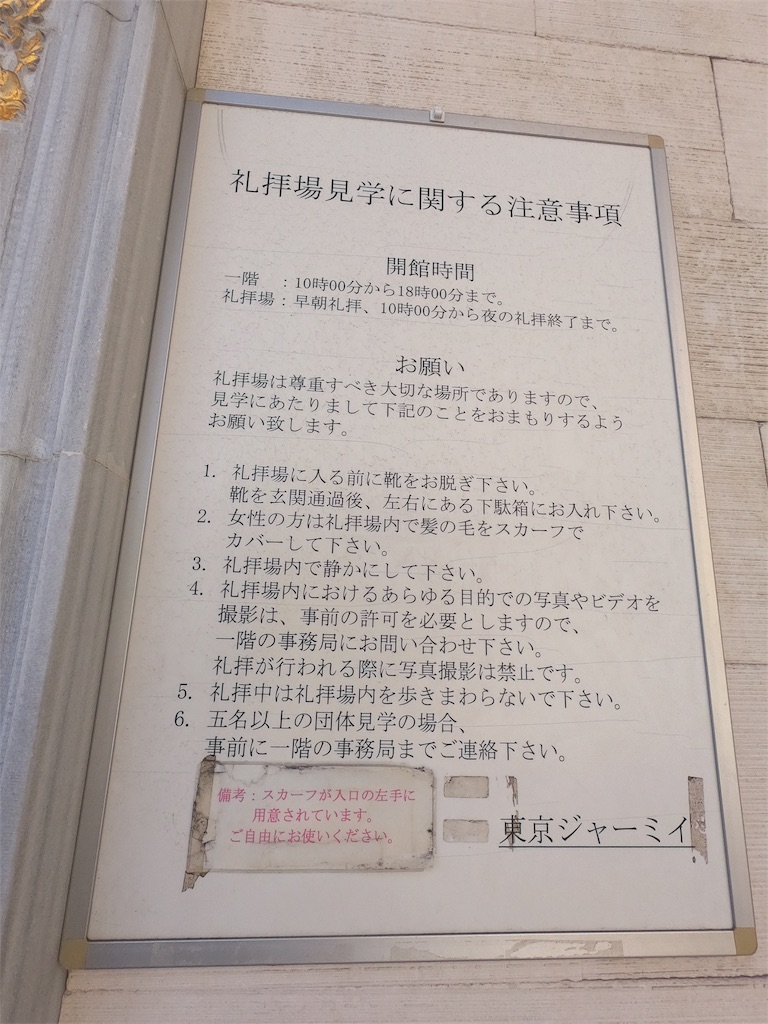 礼拝場見学に関する注意事項
開館時間
一階　：10時00分から18時00分まで。
礼拝場：早朝礼拝、10時00分から夜の礼拝終了まで。
お願い
礼拝場は尊重すべき大切な場所でありますので、
見学にあたりまして下記のことをおまもりするよう
お願い致します。
1. 礼拝場に入る前に靴をお脱ぎ下さい。
靴を玄関通過後、左右にある下駄箱にお入れ下さい。
2. 女性の方は礼拝場内で髪の毛をスカーフで
カバーして下さい。
3. 礼拝場内で静かにして下さい。
4. 礼拝場内におけるあらゆる目的での写真やビデオを
撮影は、事前の許可を必要としますので、
一階の事務局にお問い合わせ下さい。
礼拝が行われる際に写真撮影は禁止です。
5. 礼拝中は礼拝場内を歩きまわらないで下さい。
6. 五名以上の団体見学の場合、
事前に一階の事務局までご連絡下さい。
備考：スカーフが入口の左手に
用意されています。
ご自由にお使いください。
東京ジャーミイ